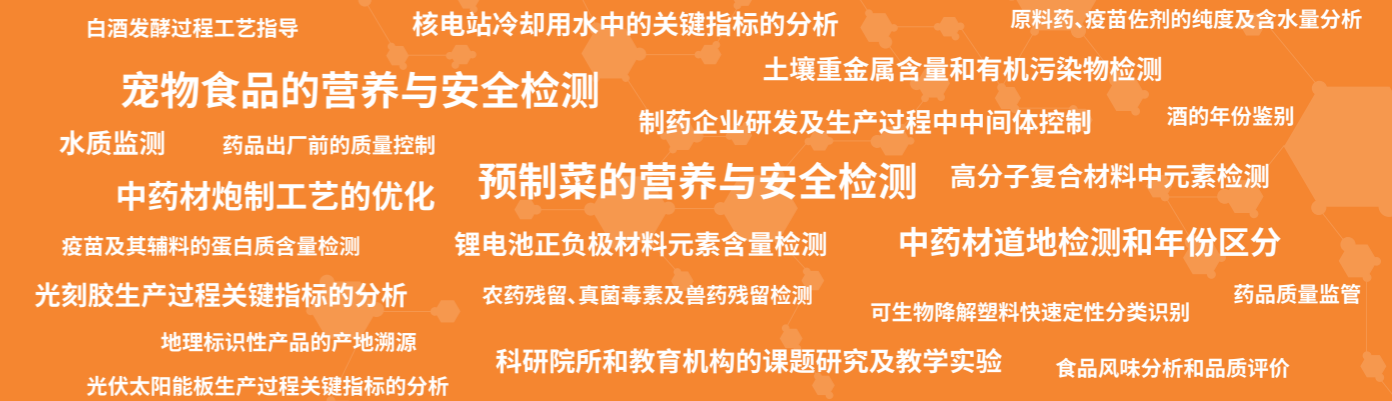 白酒发酵过程工艺指导
核电站冷却用水中的关键指标的分析
原料药、疫苗佐剂的纯度及含水量分析
宠物食品的营养与安全检测
土壤重金属含量和有机污染物检测
制药企业研发及生产过程中中间体控制
酒的年份鉴别
水质监测
药品出厂前的质量控制
预制菜的营养与安全检测
高分子复合材料中元素检测
中药材炮制工艺的优化
疫苗及其辅料的蛋白质含量检测
锂电池正负极材料元素含量检测
中药材道地检测和年份区分
光刻胶生产过程关键指标的分析
农药残留、真菌毒素及兽药残留检测
可生物降解塑料快速定性分类识别
药品质量监管
地理标识性产品的产地溯源
科研院所和教育机构的课题研究及教学实验
食品风味分析和品质评价
光伏太阳能板生产过程关键指标的分析